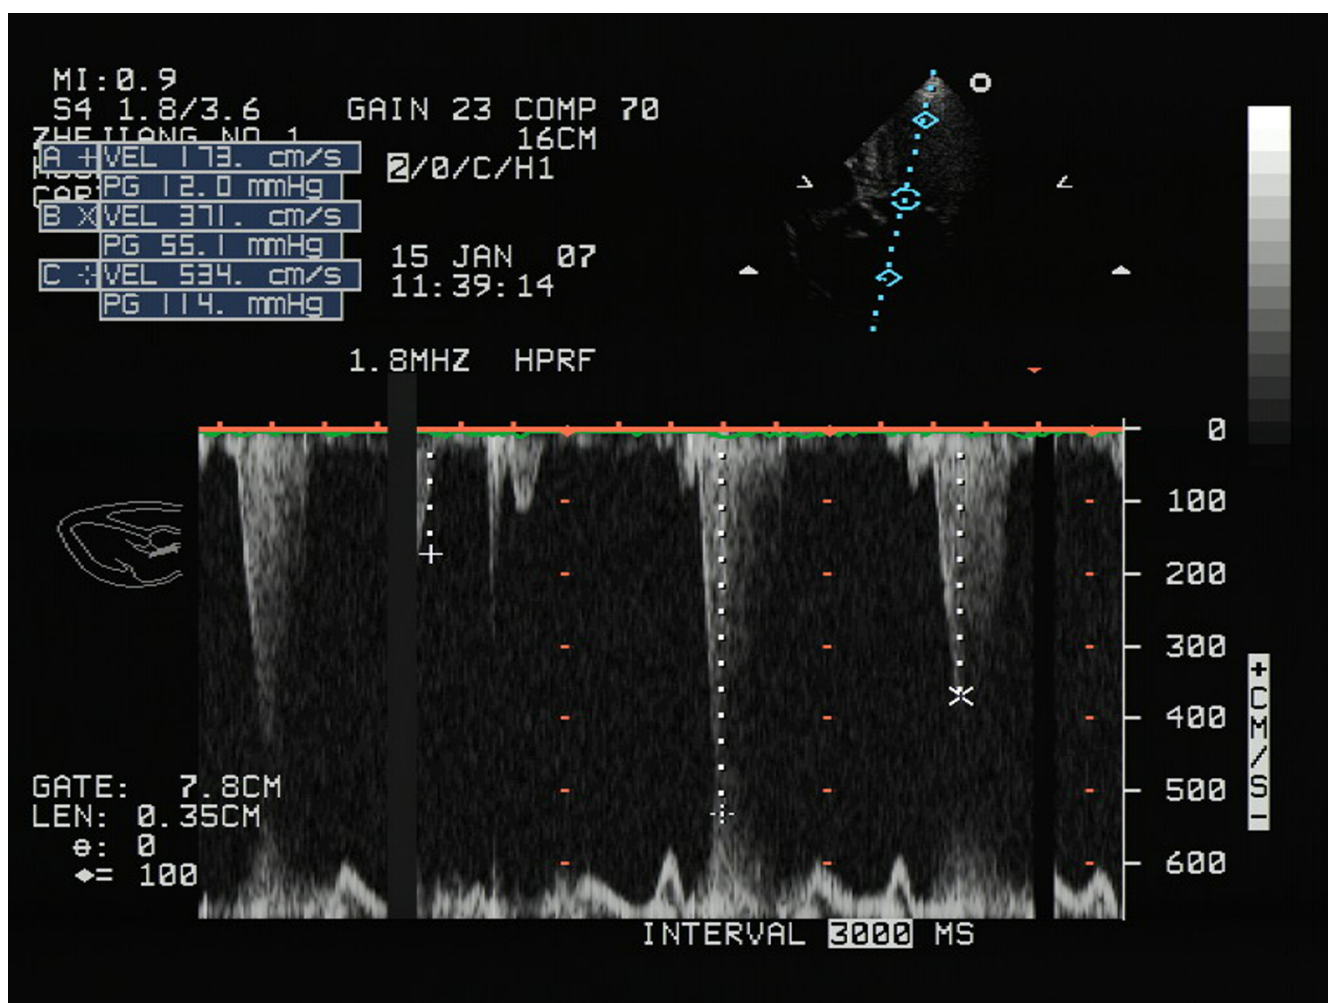 MI:0.9
S4 1.8/3.6 GAIN 23 COMP 70
ZHEJIANG NO 1 16CM
A + VEL 173. cm/s
2/0/C/H1
PG 12.0 mmHg
B × VEL 371. cm/s
PG 55.1 mmHg
15 JAN 07
C VEL 534. cm/s
11:39:14
PG 114. mmHg
1.8MHZ HPRF
0
100
200
300
400
500
600
+CM/S-
GATE: 7.8CM
LEN: 0.35CM
θ: 0
◆= 100
INTERVAL 3000 MS